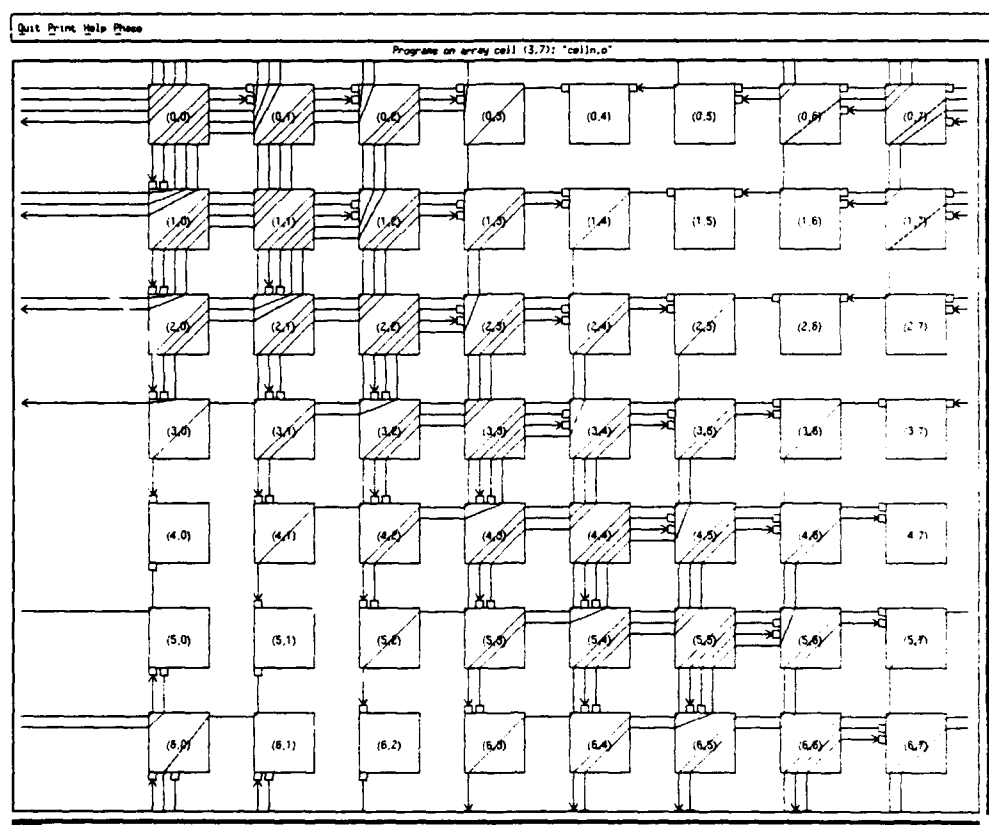 Quit Print Help Phase
Programs on array cell (3,7): "celln.o"
(0,0) (0,1) (0,2) (0,3) (0,4) (0,5) (0,6) (0,7)
(1,0) (1,1) (1,2) (1,3) (1,4) (1,5) (1,6) (1,7)
(2,0) (2,1) (2,2) (2,3) (2,4) (2,5) (2,6) (2,7)
(3,0) (3,1) (3,2) (3,3) (3,4) (3,5) (3,6) (3,7)
(4,0) (4,1) (4,2) (4,3) (4,4) (4,5) (4,6) (4,7)
(5,0) (5,1) (5,2) (5,3) (5,4) (5,5) (5,6) (5,7)
(6,0) (6,1) (6,2) (6,3) (6,4) (6,5) (6,6) (6,7)